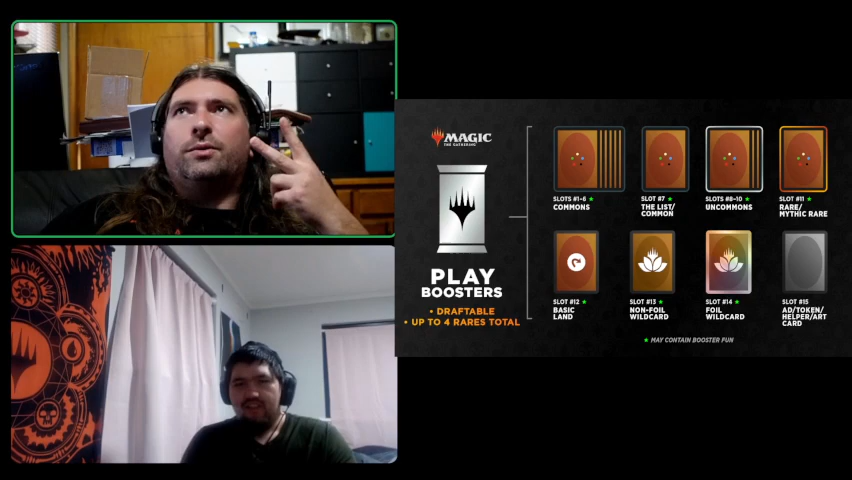 MAGIC
THE GATHERING
PLAY
BOOSTERS
• DRAFTABLE
• UP TO 4 RARES TOTAL
SLOTS #1-6 ★
COMMONS
SLOT #7 ★
THE LIST/
COMMON
SLOTS #8-10 ★
UNCOMMONS
SLOT #11 ★
RARE/
MYTHIC RARE
SLOT #12 ★
BASIC
LAND
SLOT #13 ★
NON-FOIL
WILDCARD
SLOT #14 ★
FOIL
WILDCARD
SLOT #15
AD/TOKEN/
HELPER/ART
CARD
★ MAY CONTAIN BOOSTER FUN